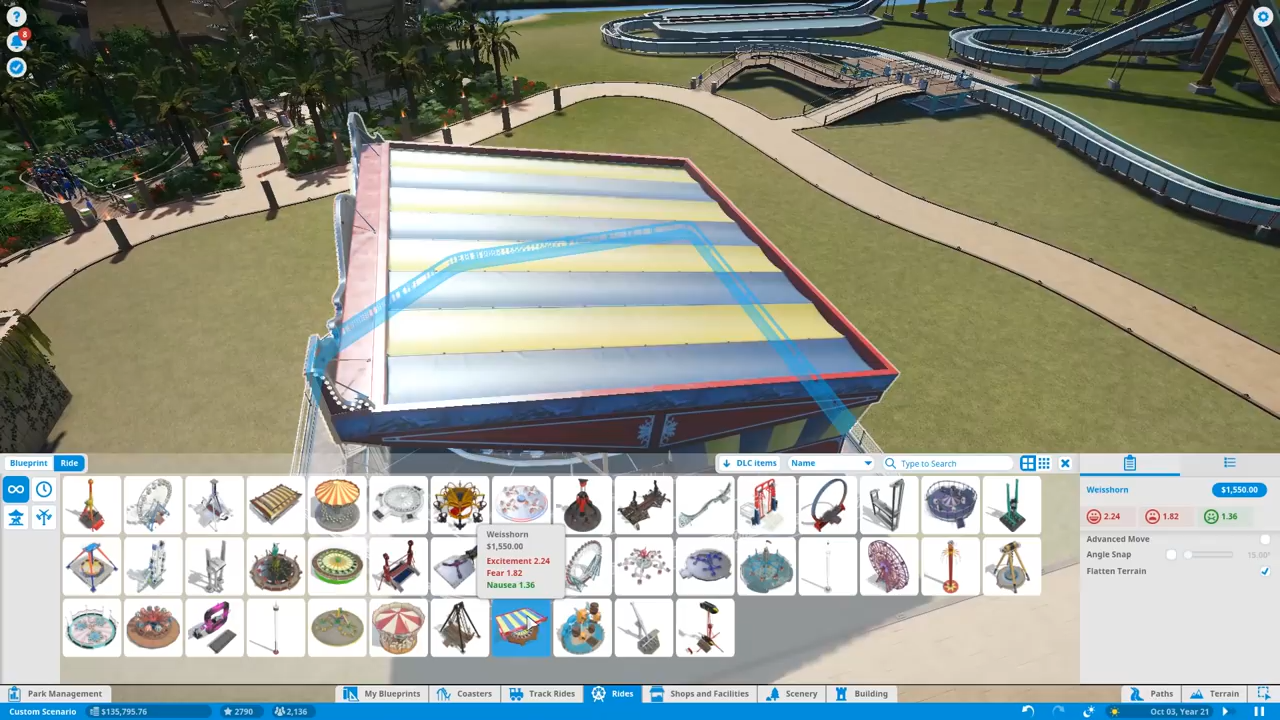 8
Blueprint Ride
DLC items Name Type to Search
Weisshorn $1,550.00
2.24 1.82 1.36
Advanced Move
Angle Snap 15.00°
Flatten Terrain
Weisshorn
$1,550.00
Excitement 2.24
Fear 1.82
Nausea 1.36
Park Management My Blueprints Coasters Track Rides Rides Shops and Facilities Scenery Building Paths Terrain
Custom Scenario $135,795.76 2790 2,136 Oct 03, Year 21